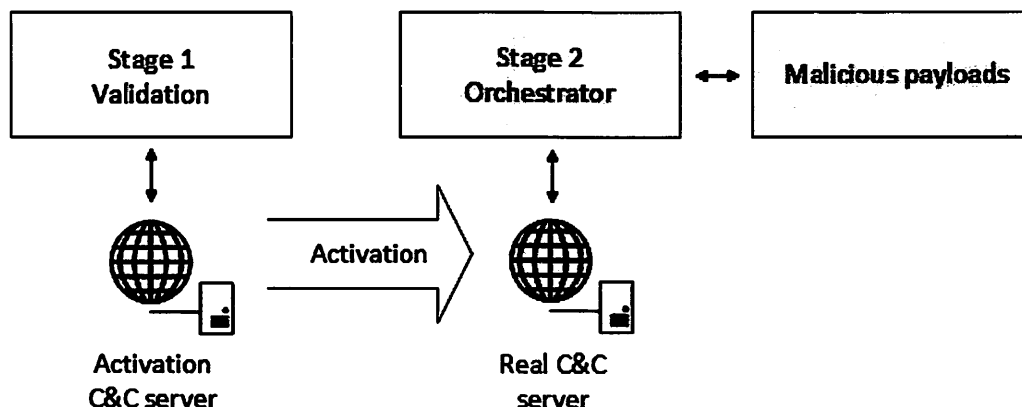 Stage 1
Validation
Stage 2
Orchestrator
Malicious payloads
Activation
Activation
C&C server
Real C&C
server